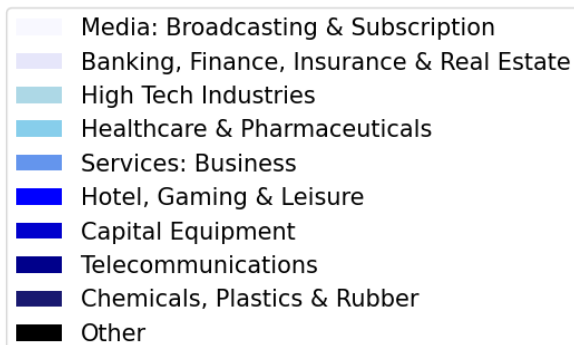 Media: Broadcasting & Subscription
Banking, Finance, Insurance & Real Estate
High Tech Industries
Healthcare & Pharmaceuticals
Services: Business
Hotel, Gaming & Leisure
Capital Equipment
Telecommunications
Chemicals, Plastics & Rubber
Other